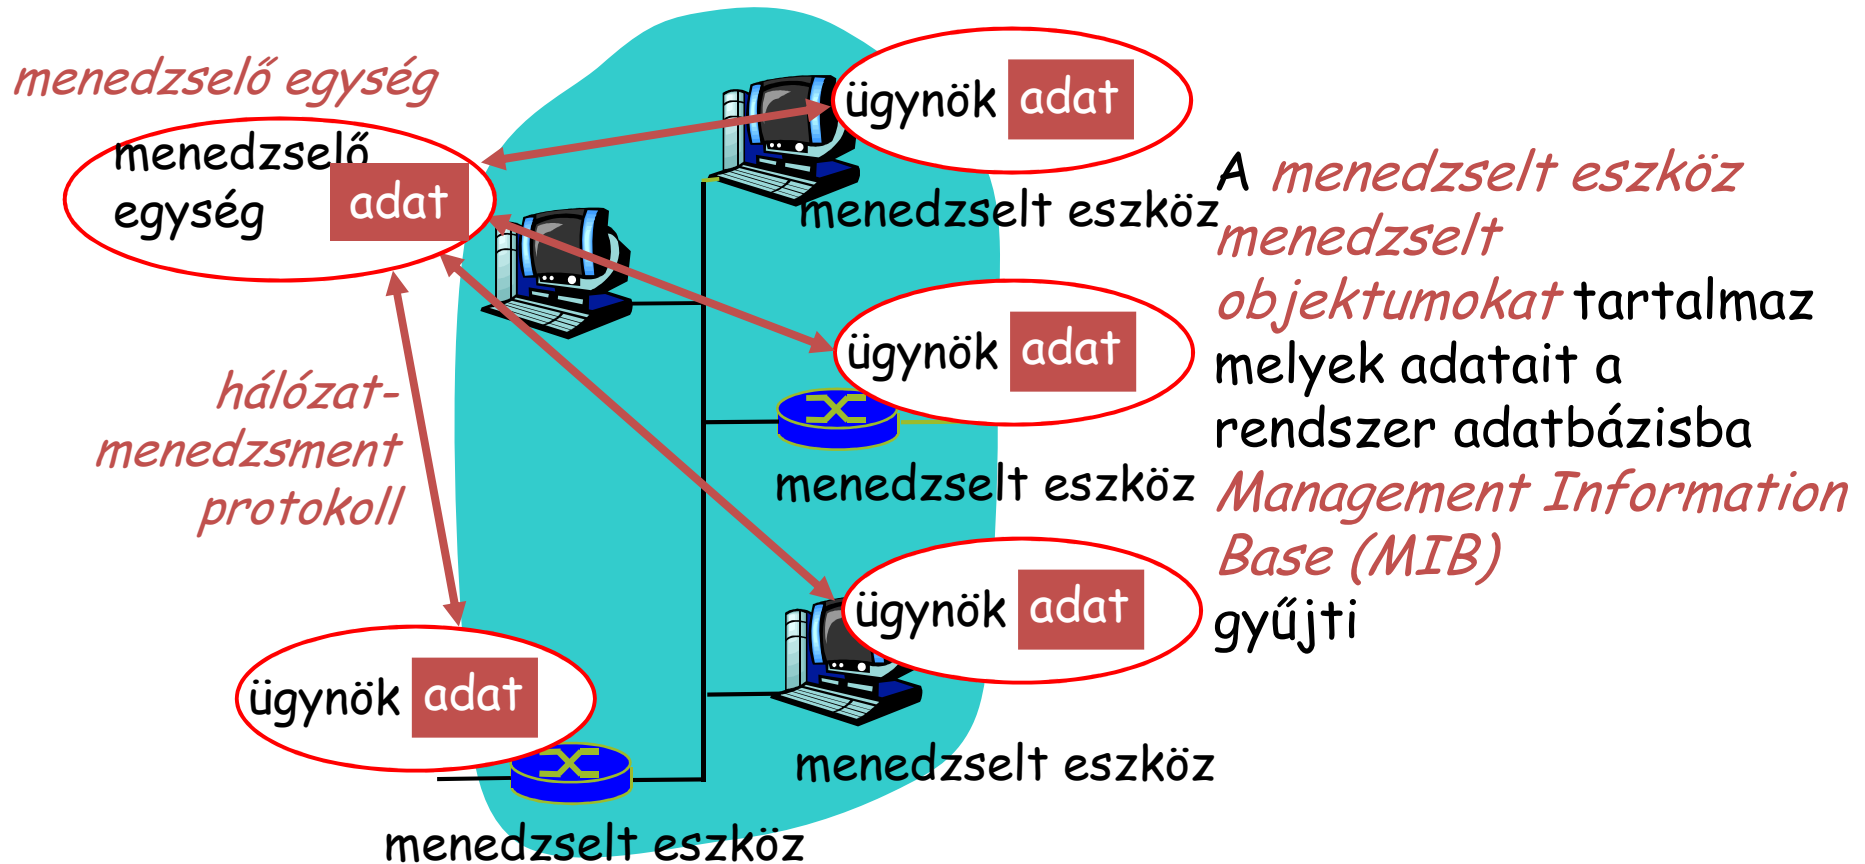 menedzselő egység
menedzselő
egység
adat
ügynök adat
menedzselt eszköz
ügynök adat
menedzselt eszköz
hálózat-
menedzsment
protokoll
ügynök adat
menedzselt eszköz
ügynök adat
menedzselt eszköz
A menedzselt eszköz
menedzselt
objektumokat tartalmaz
melyek adatait a
rendszer adatbázisba
Management Information
Base (MIB)
gyűjti